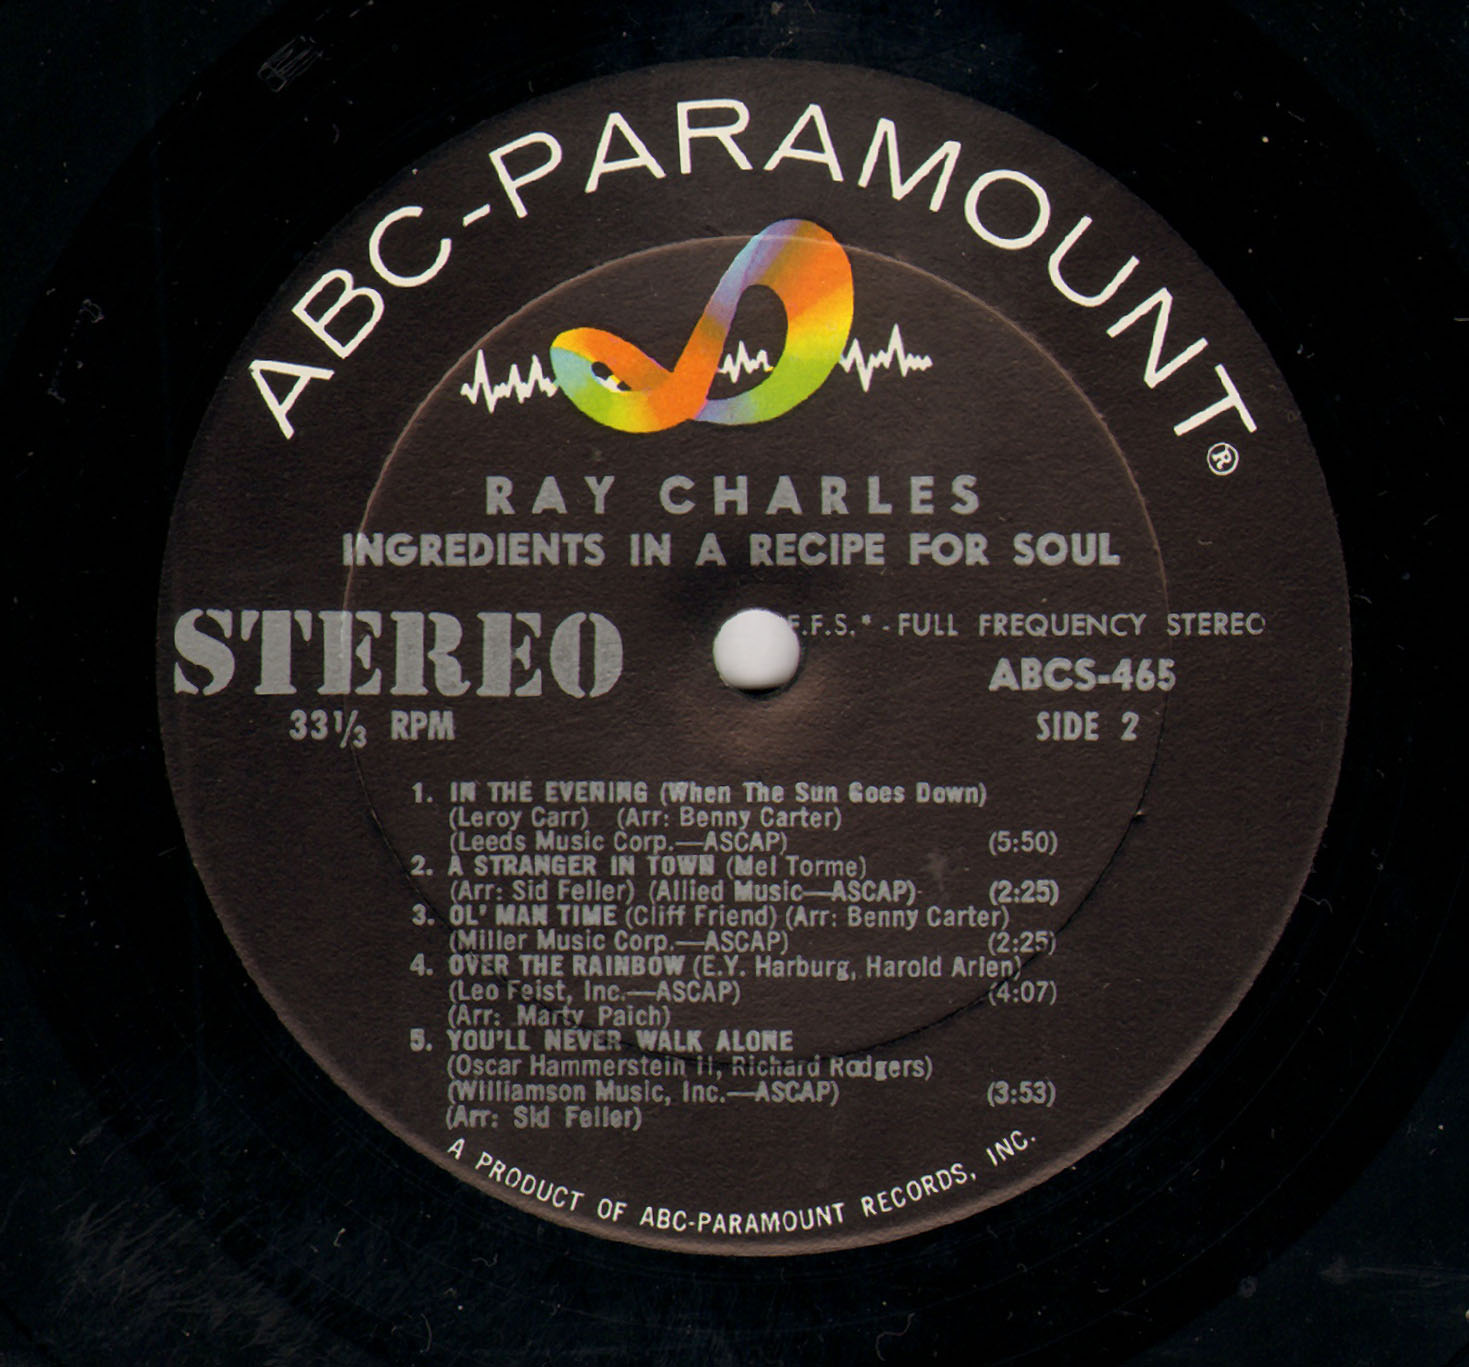 ABC-PARAMOUNT®
RAY CHARLES
INGREDIENTS IN A RECIPE FOR SOUL
STEREO
33 1/3 RPM
F.F.S.* - FULL FREQUENCY STEREO
ABCS-465
SIDE 2
1. IN THE EVENING (When The Sun Goes Down)
(Leroy Carr) (Arr: Benny Carter)
(Leeds Music Corp.—ASCAP) (5:50)
2. A STRANGER IN TOWN (Mel Torme)
(Arr: Sid Feller) (Allied Music—ASCAP) (2:25)
3. OL' MAN TIME (Cliff Friend) (Arr: Benny Carter)
(Miller Music Corp.—ASCAP) (2:25)
4. OVER THE RAINBOW (E.Y. Harburg, Harold Arlen)
(Leo Feist, Inc.—ASCAP) (4:07)
(Arr: Marty Paich)
5. YOU'LL NEVER WALK ALONE
(Oscar Hammerstein II, Richard Rodgers)
(Williamson Music, Inc.—ASCAP) (3:53)
(Arr: Sid Feller)
A PRODUCT OF ABC-PARAMOUNT RECORDS, INC.